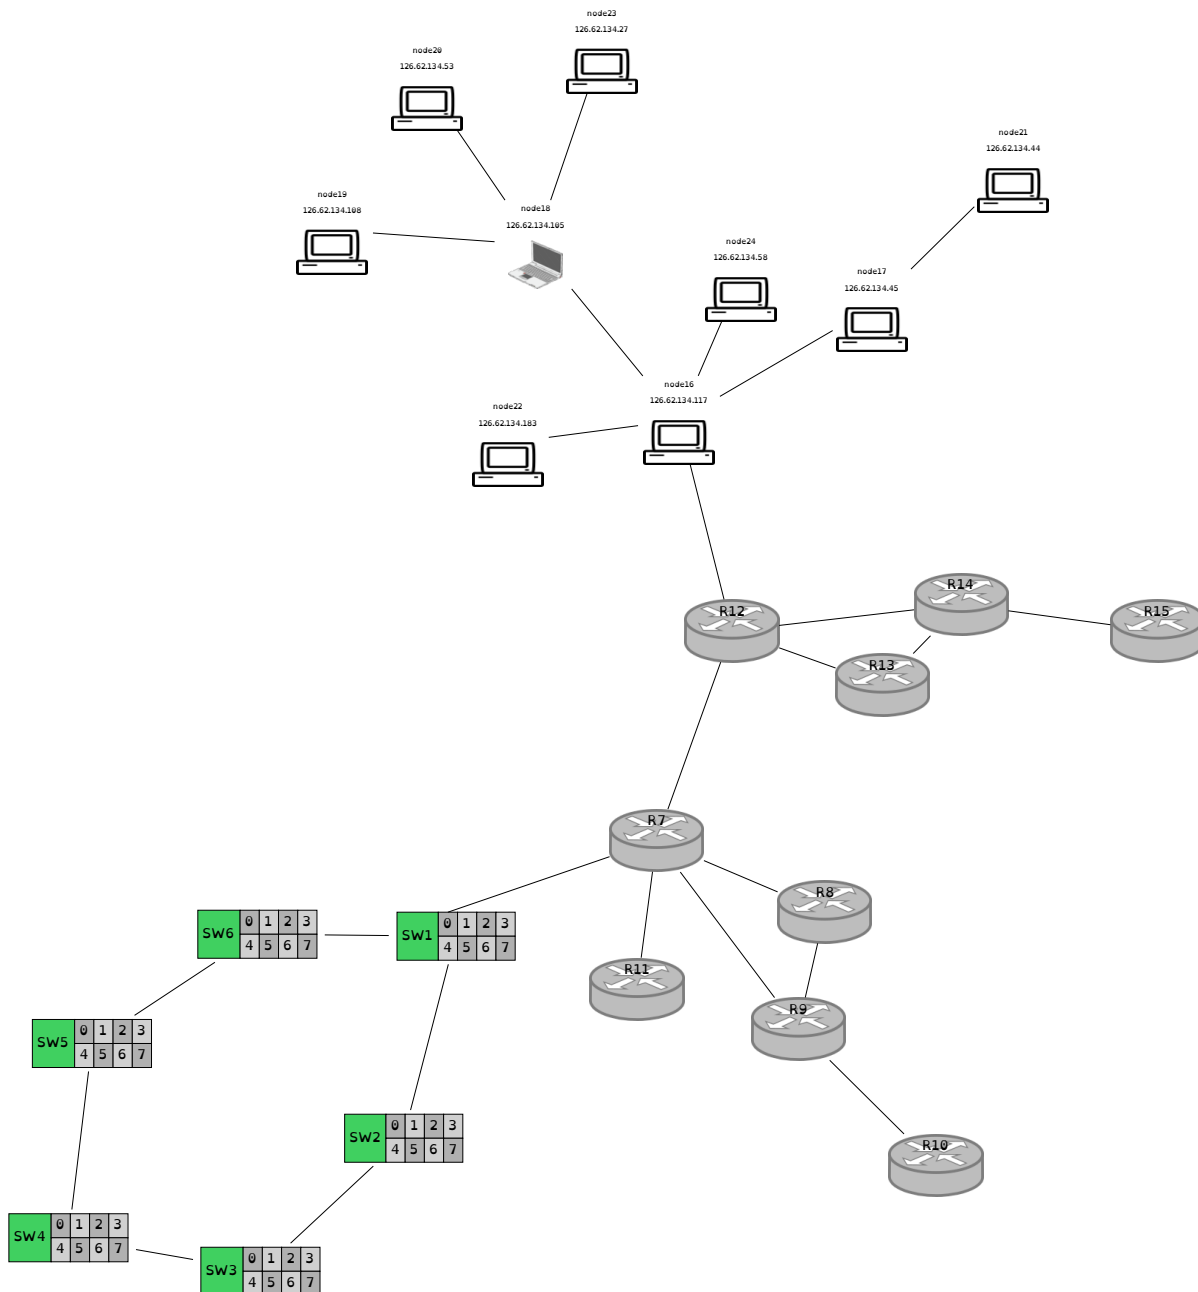 node23
126.62.134.27
node20
126.62.134.53
node21
126.62.134.44
node19
126.62.134.108
node18
126.62.134.105
node24
126.62.134.58
node17
126.62.134.45
node16
126.62.134.117
node22
126.62.134.183
R14
R12
R15
R13
R7
R8
SW6
0 1 2 3
4 5 6 7
SW1
0 1 2 3
4 5 6 7
R11
R9
SW5
0 1 2 3
4 5 6 7
SW2
0 1 2 3
4 5 6 7
R10
SW4
0 1 2 3
4 5 6 7
SW3
0 1 2 3
4 5 6 7